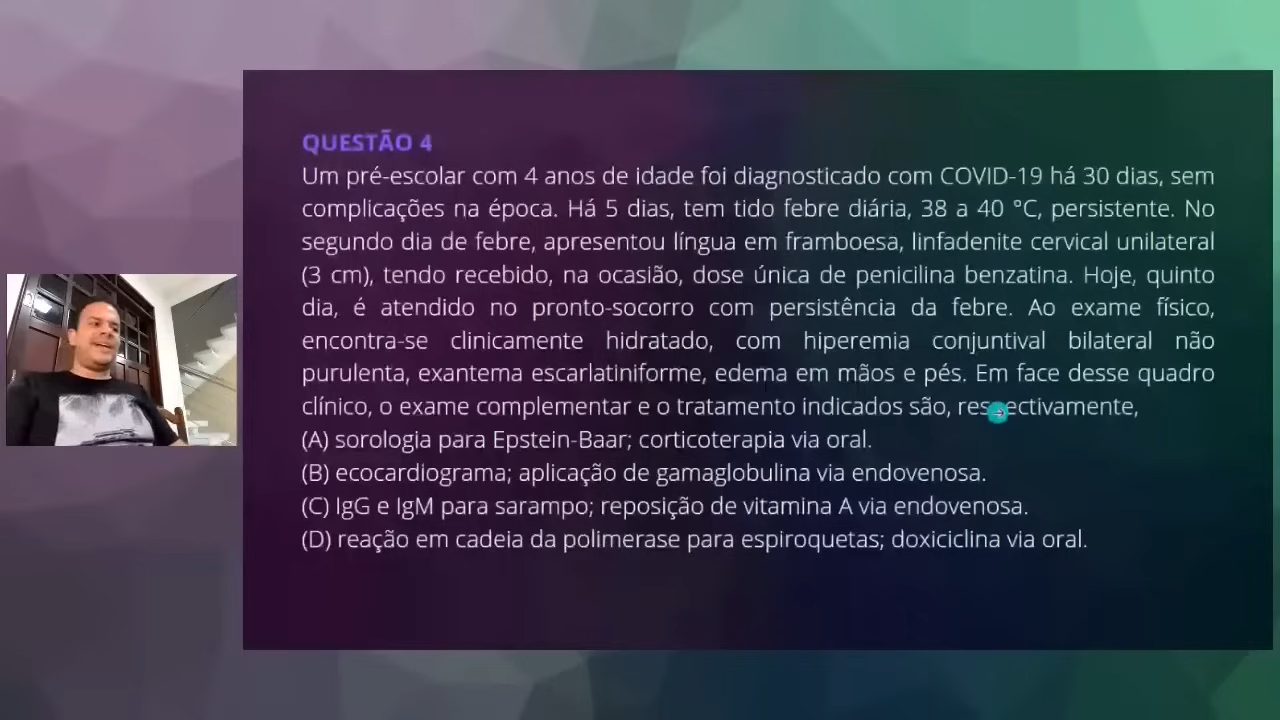 QUESTÃO 4
Um pré-escolar com 4 anos de idade foi diagnosticado com COVID-19 há 30 dias, sem
complicações na época. Há 5 dias, tem tido febre diária, 38 a 40 °C, persistente. No
segundo dia de febre, apresentou língua em framboesa, linfadenite cervical unilateral
(3 cm), tendo recebido, na ocasião, dose única de penicilina benzatina. Hoje, quinto
dia, é atendido no pronto-socorro com persistência da febre. Ao exame físico,
encontra-se clinicamente hidratado, com hiperemia conjuntival bilateral não
purulenta, exantema escarlatiniforme, edema em mãos e pés. Em face desse quadro
clínico, o exame complementar e o tratamento indicados são, respectivamente,
(A) sorologia para Epstein-Baar; corticoterapia via oral.
(B) ecocardiograma; aplicação de gamaglobulina via endovenosa.
(C) IgG e IgM para sarampo; reposição de vitamina A via endovenosa.
(D) reação em cadeia da polimerase para espiroquetas; doxiciclina via oral.